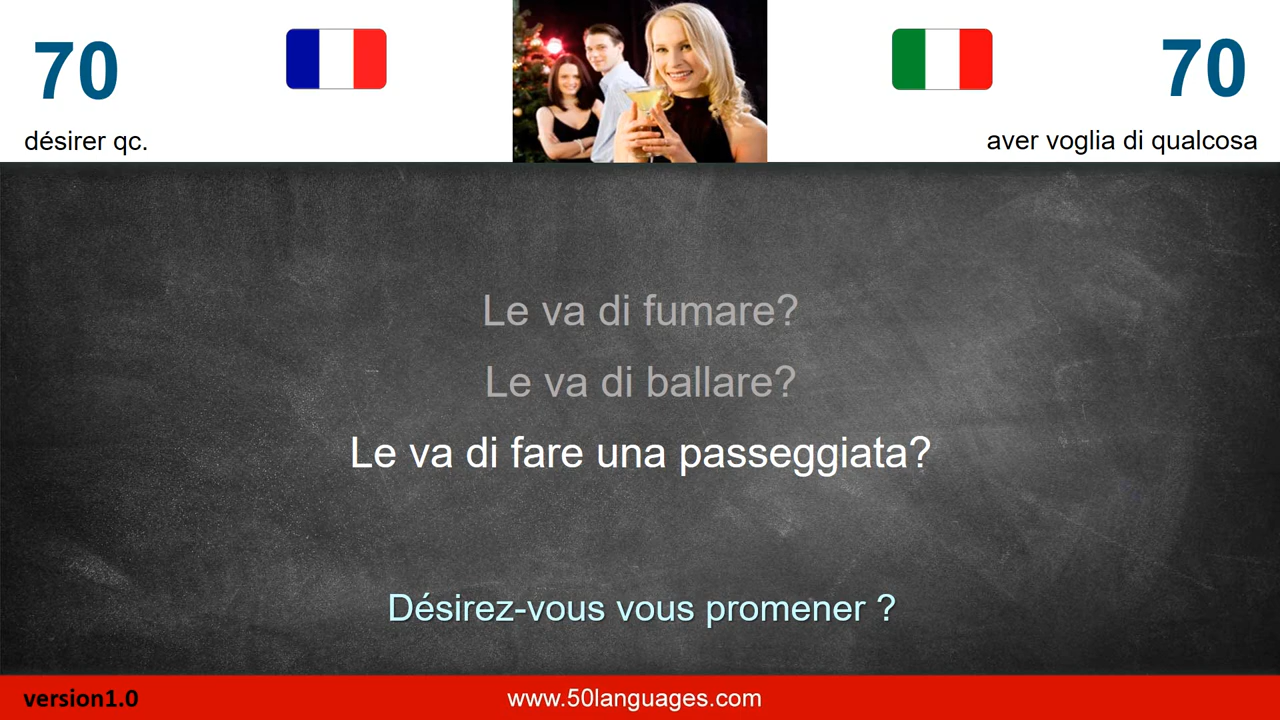 70
70
désirer qc.
aver voglia di qualcosa
Le va di fumare?
Le va di ballare?
Le va di fare una passeggiata?
Désirez-vous vous promener ?
version1.0
www.50languages.com